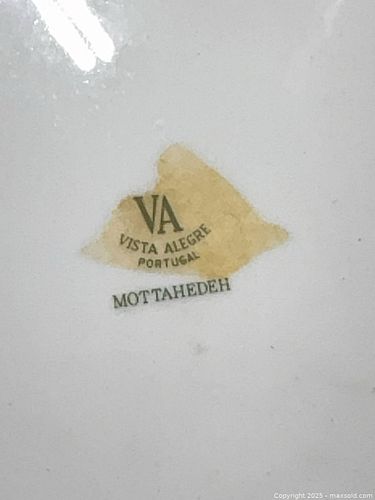 VA
VISTA ALEGRE
PORTUGAL
MOTTAHEDEH
Copyright 2025 - maxsold.com